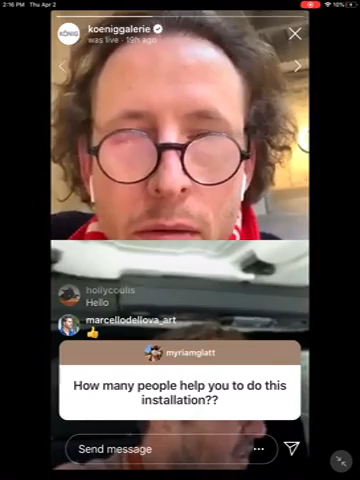 2:16 PM Thu Apr 2
10%
KÖNIG
koeniggalerie
was live · 19h ago
hollycoulis
Hello
marcellodellova_art
👍
myriamglatt
How many people help you to do this
installation??
Send message